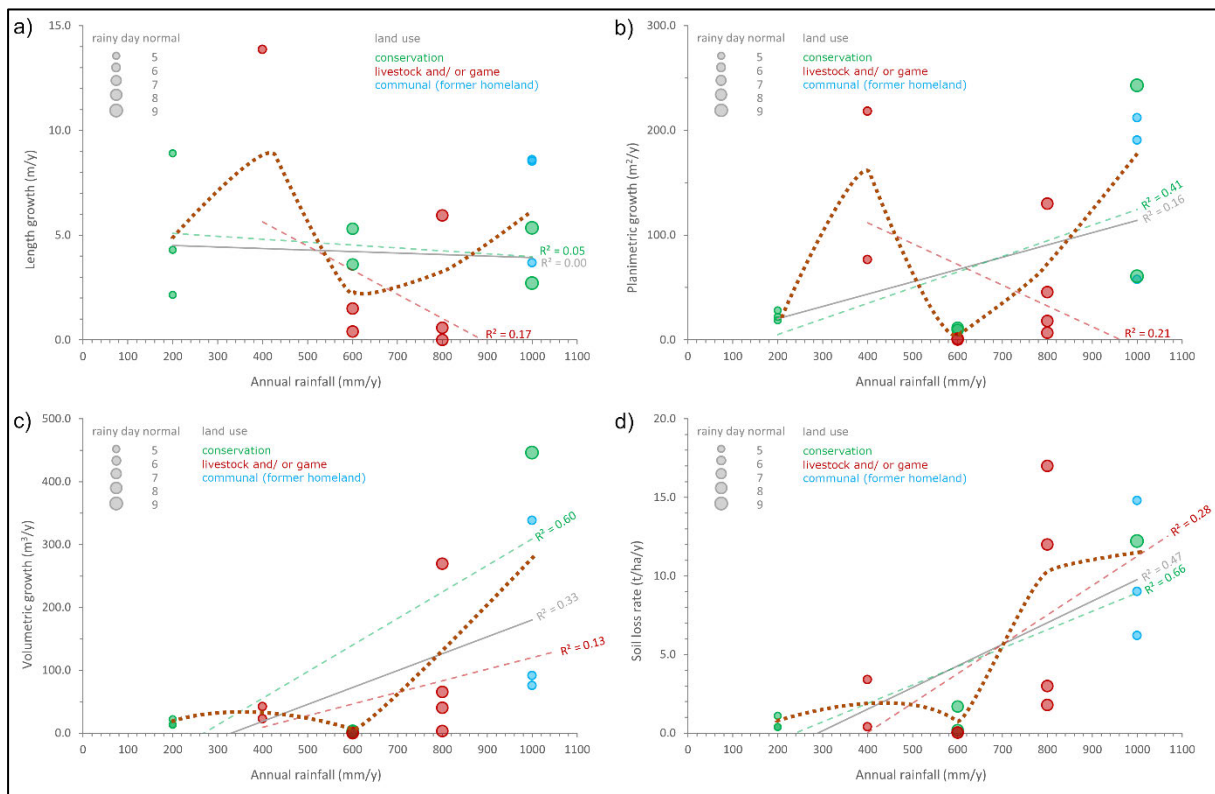 a)
15.0
10.0
5.0
0.0
Length growth (m/y)
rainy day normal
5
6
7
8
9
land use
conservation
livestock and/ or game
communal (former homeland)
R² = 0.05
R² = 0.00
R² = 0.17
0 100 200 300 400 500 600 700 800 900 1000 1100
Annual rainfall (mm/y)
b)
300.0
200.0
100.0
0.0
Planimetric growth (m²/y)
rainy day normal
5
6
7
8
9
land use
conservation
livestock and/ or game
communal (former homeland)
R² = 0.41
R² = 0.16
R² = 0.21
0 100 200 300 400 500 600 700 800 900 1000 1100
Annual rainfall (mm/y)
c)
500.0
400.0
300.0
200.0
100.0
0.0
Volumetric growth (m³/y)
rainy day normal
5
6
7
8
9
land use
conservation
livestock and/ or game
communal (former homeland)
R² = 0.60
R² = 0.33
R² = 0.13
0 100 200 300 400 500 600 700 800 900 1000 1100
Annual rainfall (mm/y)
d)
20.0
15.0
10.0
5.0
0.0
Soil loss rate (t/ha/y)
rainy day normal
5
6
7
8
9
land use
conservation
livestock and/ or game
communal (former homeland)
R² = 0.28
R² = 0.47
R² = 0.66
0 100 200 300 400 500 600 700 800 900 1000 1100
Annual rainfall (mm/y)